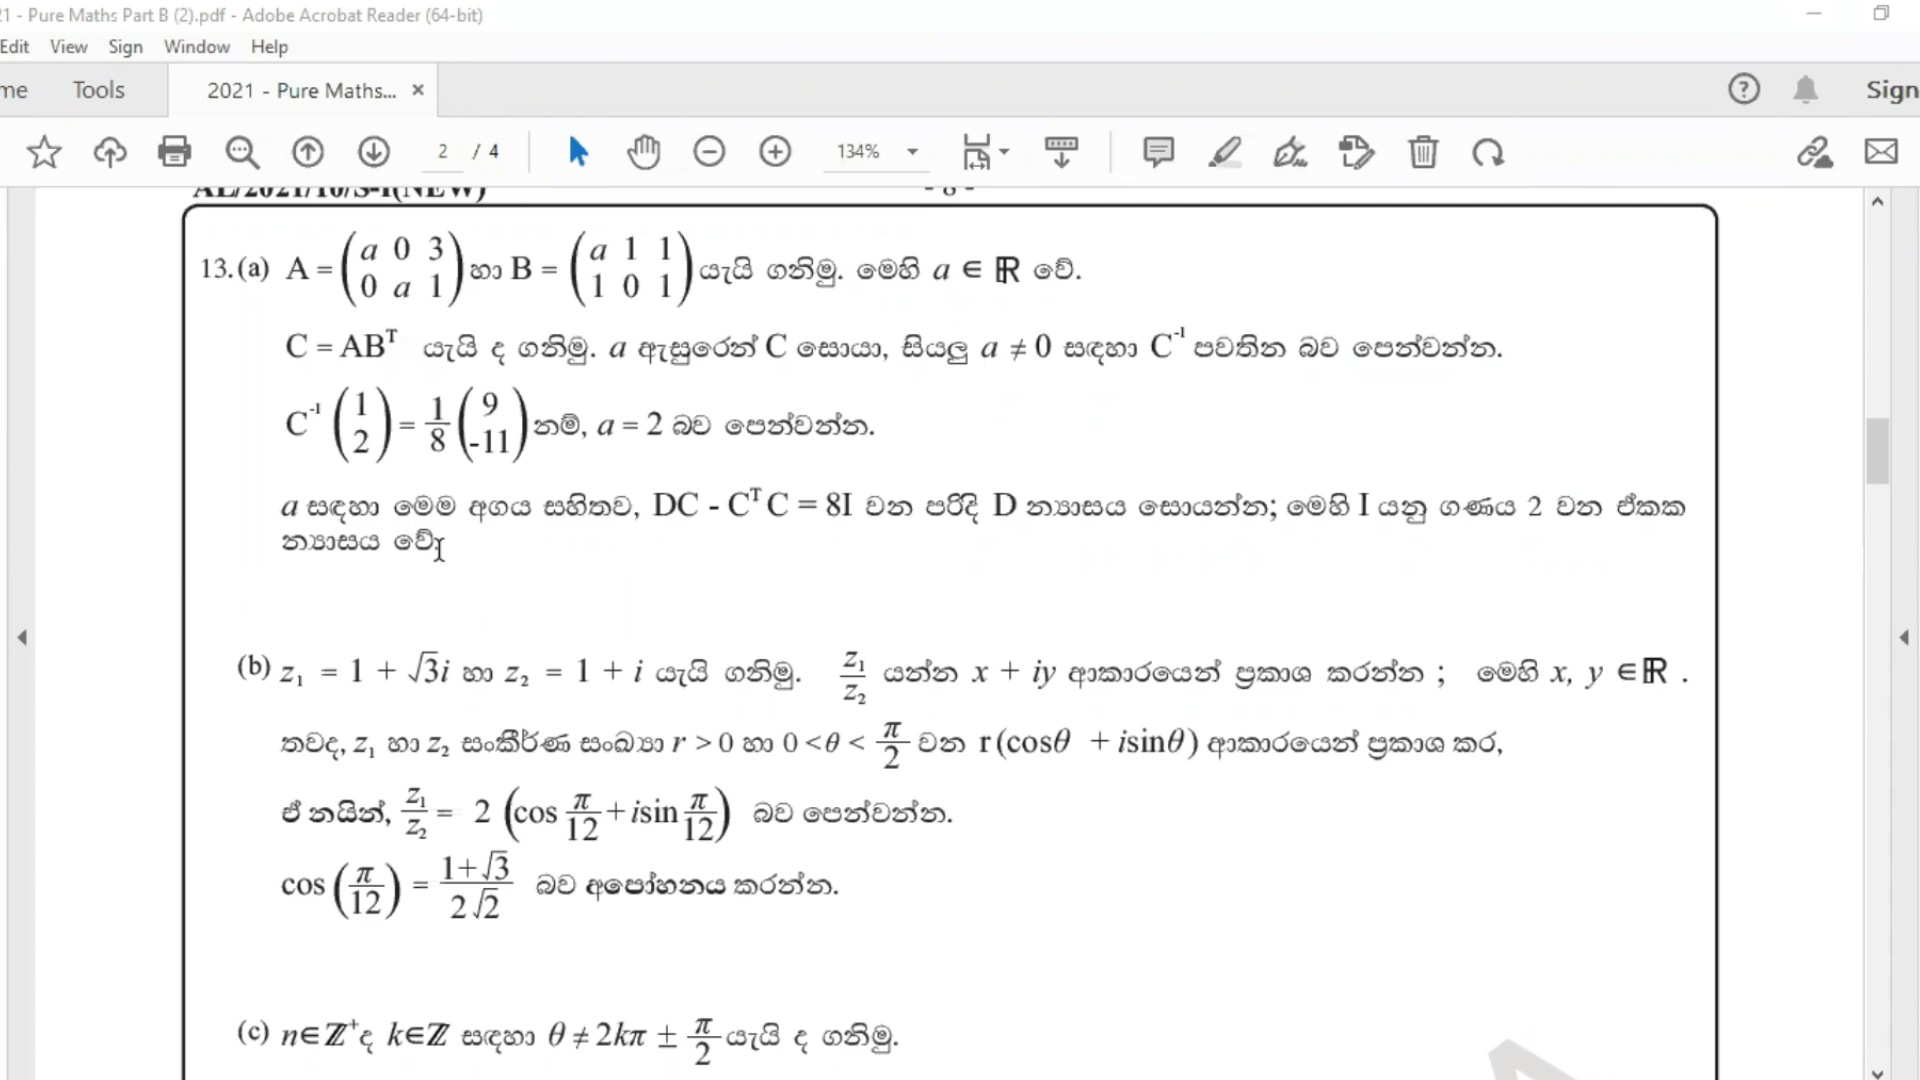 21 - Pure Maths Part B (2).pdf - Adobe Acrobat Reader (64-bit)
Edit View Sign Window Help
me Tools 2021 - Pure Maths... × Sign
2 / 4 134%
AL/2021/10/S-I(NEW) - 8 -
13.(a) A = (a 0 3 / 0 a 1) හා B = (a 1 1 / 1 0 1) යැයි ගනිමු. මෙහි a ∈ ℝ වේ.
C = ABᵀ යැයි ද ගනිමු. a ඇසුරෙන් C සොයා, සියලු a ≠ 0 සඳහා C⁻¹ පවතින බව පෙන්වන්න.
C⁻¹ (1 / 2) = 1/8 (9 / -11) නම්, a = 2 බව පෙන්වන්න.
a සඳහා මෙම අගය සහිතව, DC - Cᵀ C = 8I වන පරිදි D න්‍යාසය සොයන්න; මෙහි I යනු ගණය 2 වන ඒකක
න්‍යාසය වේ.
(b) z₁ = 1 + √3i හා z₂ = 1 + i යැයි ගනිමු. z₁/z₂ යන්න x + iy ආකාරයෙන් ප්‍රකාශ කරන්න ; මෙහි x, y ∈ ℝ .
තවද, z₁ හා z₂ සංකීර්ණ සංඛ්‍යා r > 0 හා 0 < θ < π/2 වන r(cosθ + isinθ) ආකාරයෙන් ප්‍රකාශ කර,
ඒ නයින්, z₁/z₂ = 2 (cos π/12 + isin π/12) බව පෙන්වන්න.
cos (π/12) = 1+√3/2√2 බව අපෝහනය කරන්න.
(c) n∈ℤ⁺ද k∈ℤ සඳහා θ ≠ 2kπ ± π/2 යැයි ද ගනිමු.